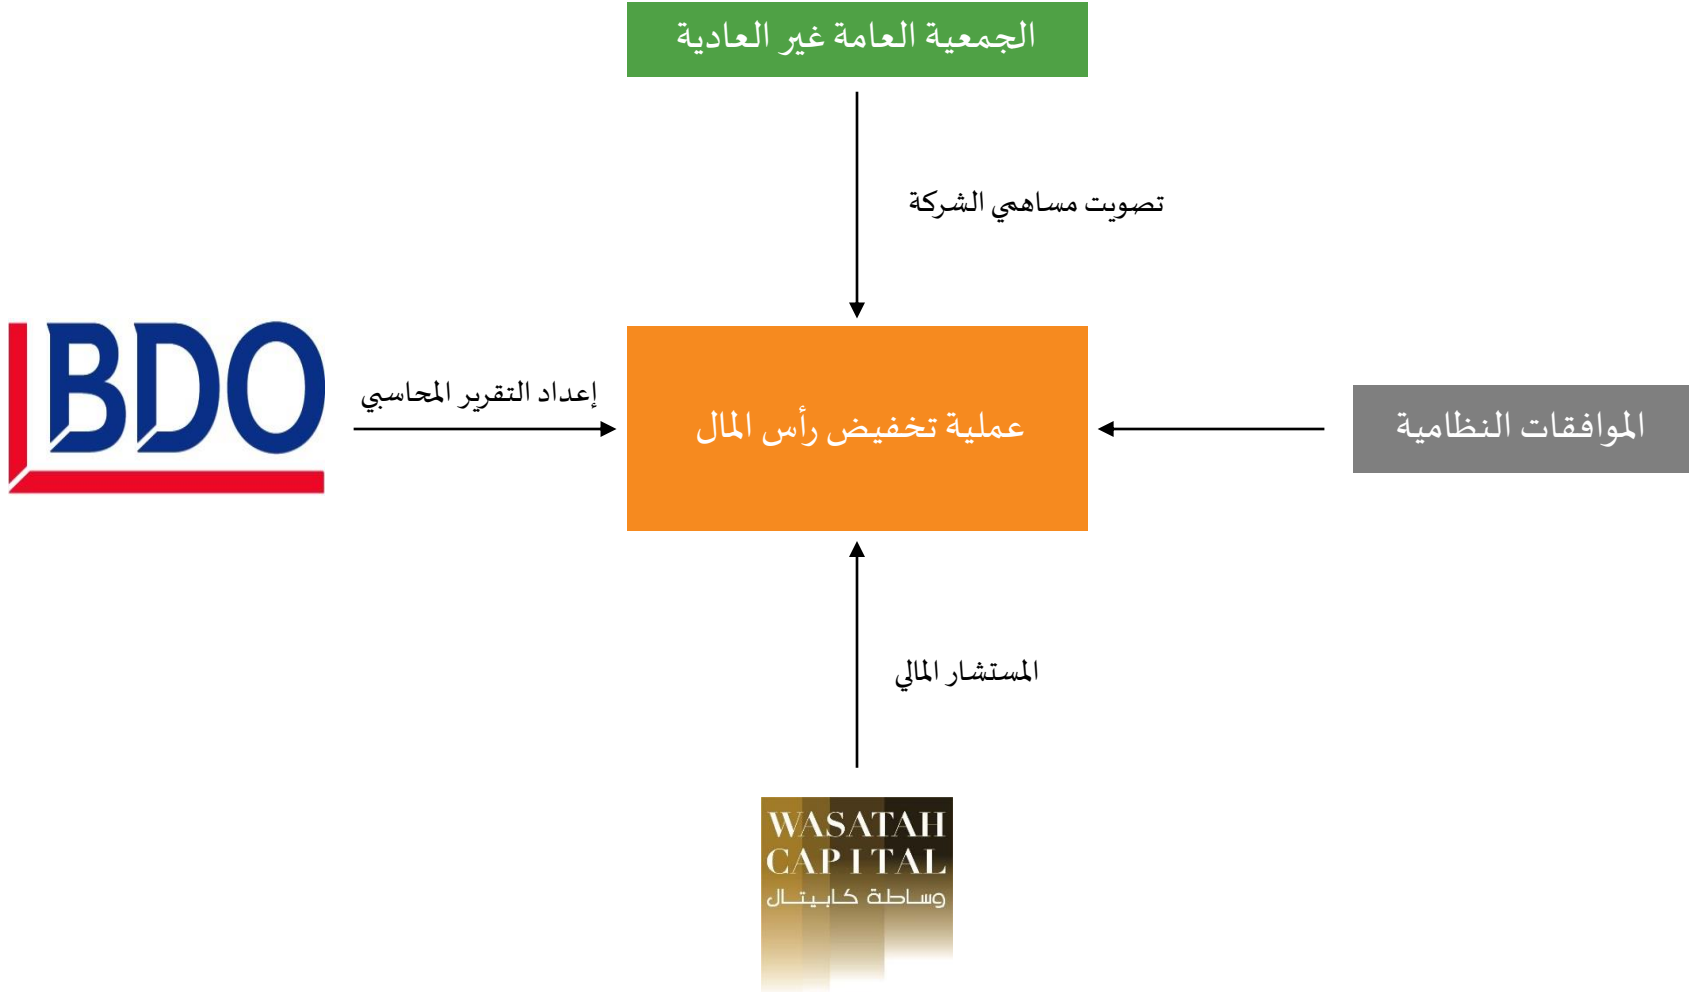 الجمعية العامة غير العادية
تصويت مساهمي الشركة
الموافقات النظامية
عملية تخفيض رأس المال
إعداد التقرير المحاسبي
BDO
المستشار المالي
WASATAH
CAPITAL
وساطة كابيتال